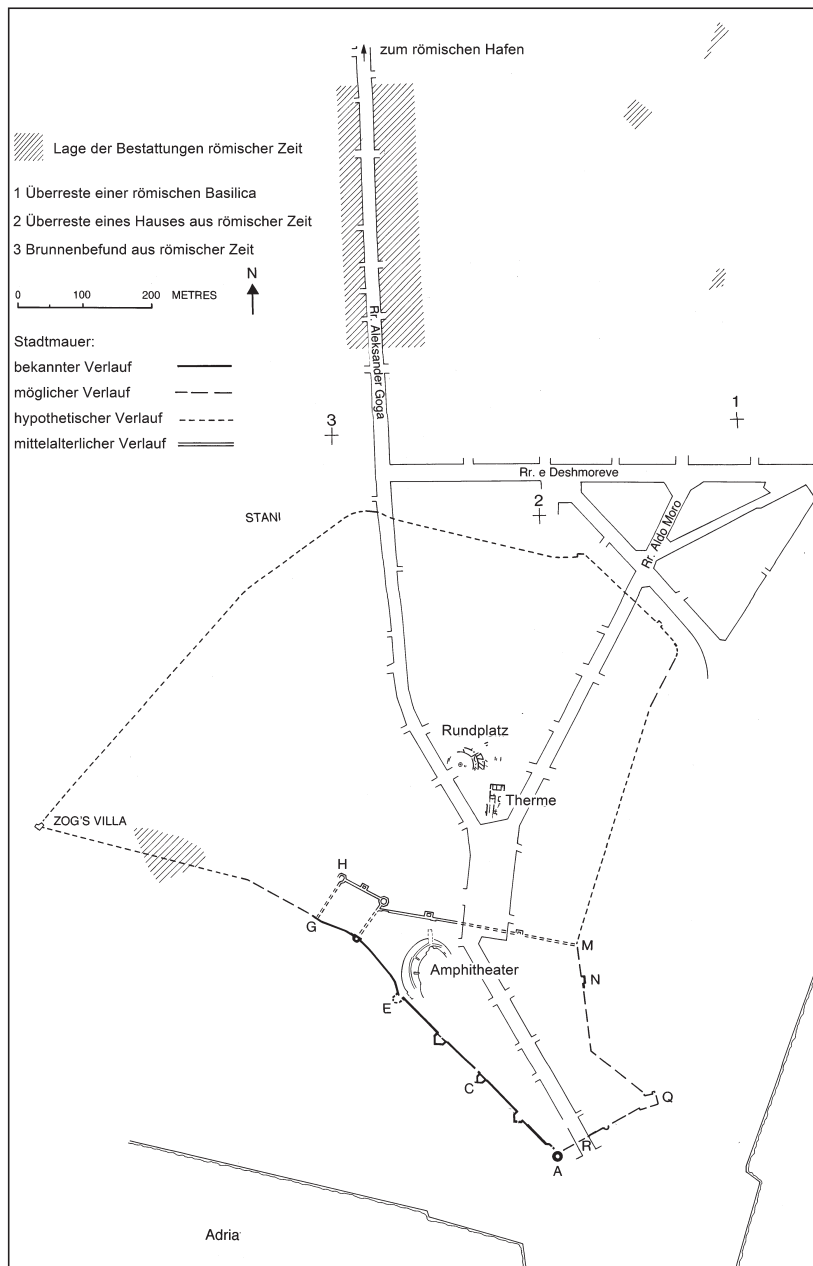 zum römischen Hafen
Lage der Bestattungen römischer Zeit
1 Überreste einer römischen Basilica
2 Überreste eines Hauses aus römischer Zeit
3 Brunnenbefund aus römischer Zeit
N
0 100 200 METRES
Stadtmauer:
bekannter Verlauf
möglicher Verlauf
hypothetischer Verlauf
mittelalterlicher Verlauf
Rr. Aleksander Goga
1
3
Rr. e Deshmoreve
2
STANI
Rr. Aldo Moro
Rundplatz
Therme
ZOG'S VILLA
H
G
M
Amphitheater
N
E
C
Q
R
A
Adria